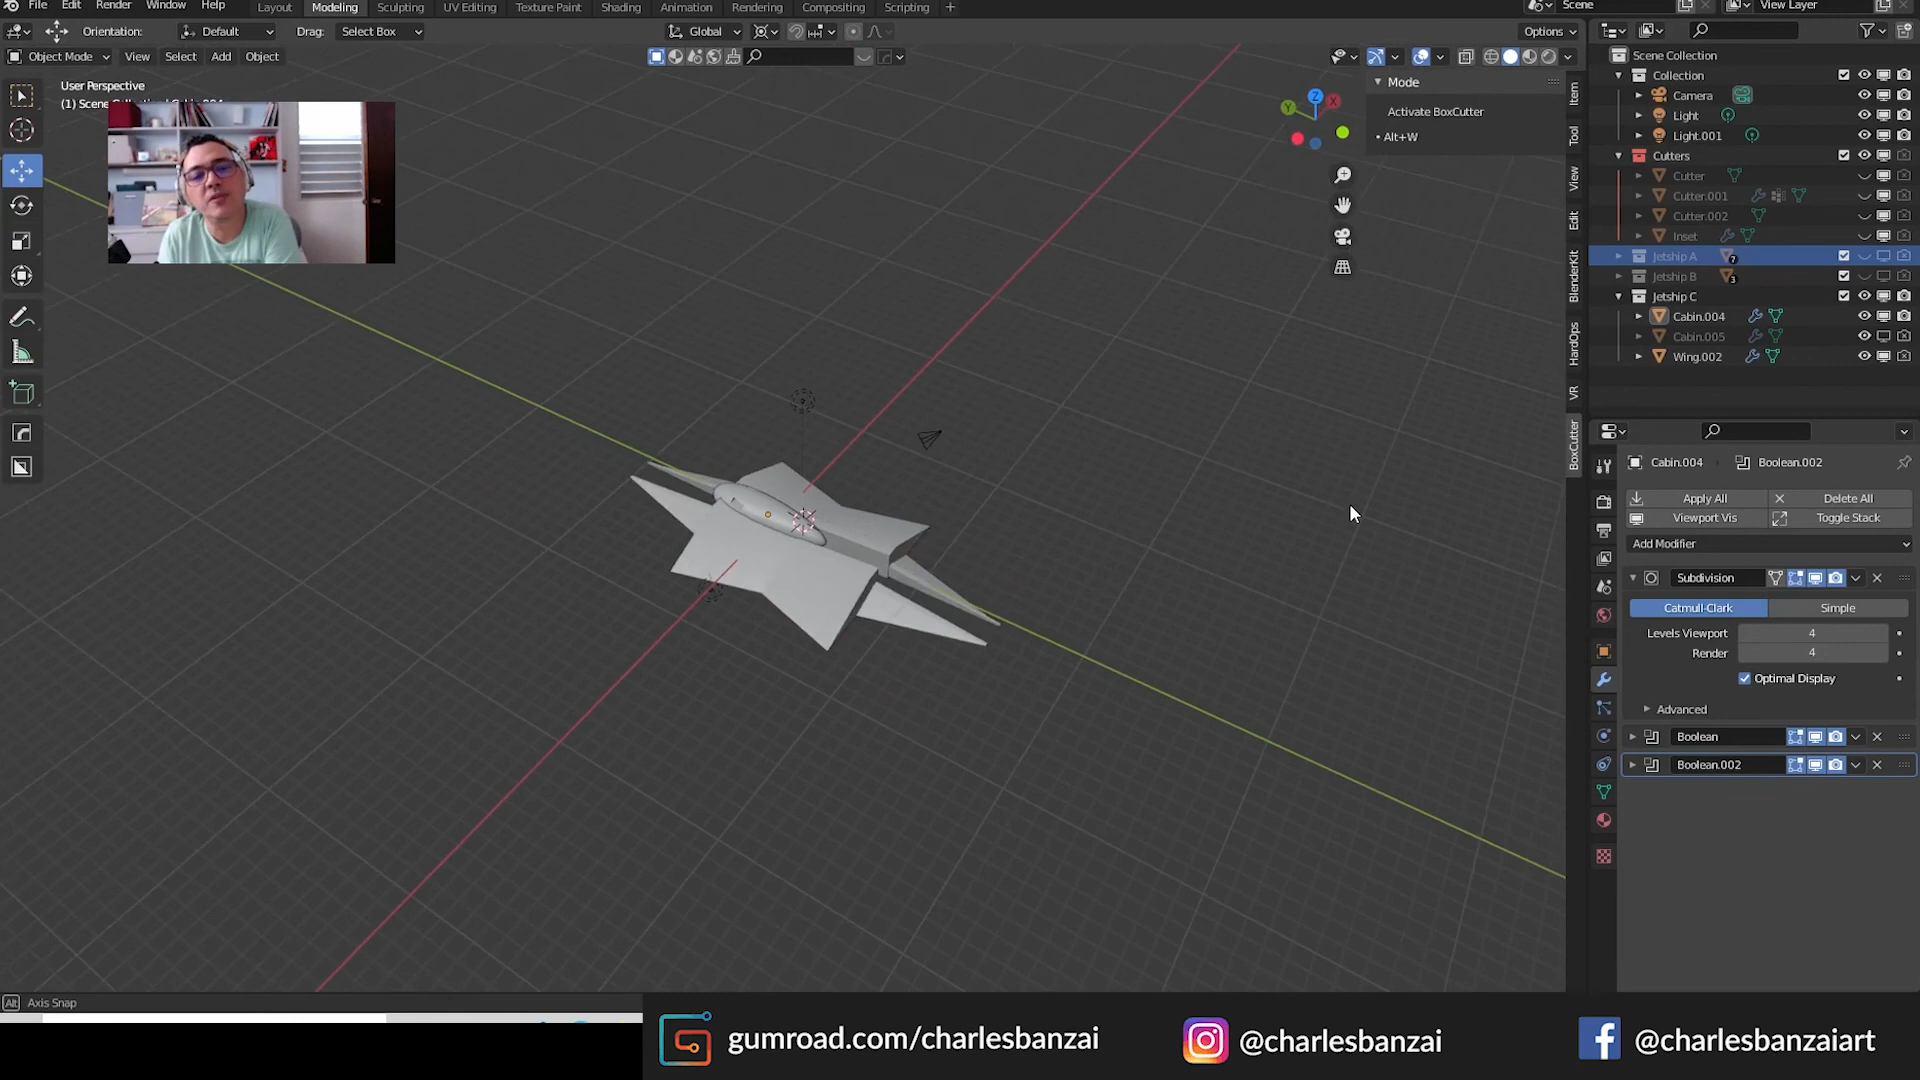 File Edit Render Window Help Layout Modeling Sculpting UV Editing Texture Paint Shading Animation Rendering Compositing Scripting + Scene View Layer
Orientation: Default Drag: Select Box Global Options
Object Mode View Select Add Object
User Perspective
(1) Scene
Mode
Activate BoxCutter
• Alt+W
Item
Tool
View
Edit
BlenderKit
HardOps
VR
BoxCutter
X
Y
Z
Scene Collection
Collection
Camera
Light
Light.001
Cutters
Cutter
Cutter.001
Cutter.002
Inset
Jetship A 7
Jetship B 3
Jetship C
Cabin.004
Cabin.005
Wing.002
Cabin.004 Boolean.002
Apply All Delete All
Viewport Vis Toggle Stack
Add Modifier
Subdivision
Catmull-Clark Simple
Levels Viewport 4
Render 4
Optimal Display
Advanced
Boolean
Boolean.002
Alt Axis Snap
gumroad.com/charlesbanzai @charlesbanzai @charlesbanzaiart